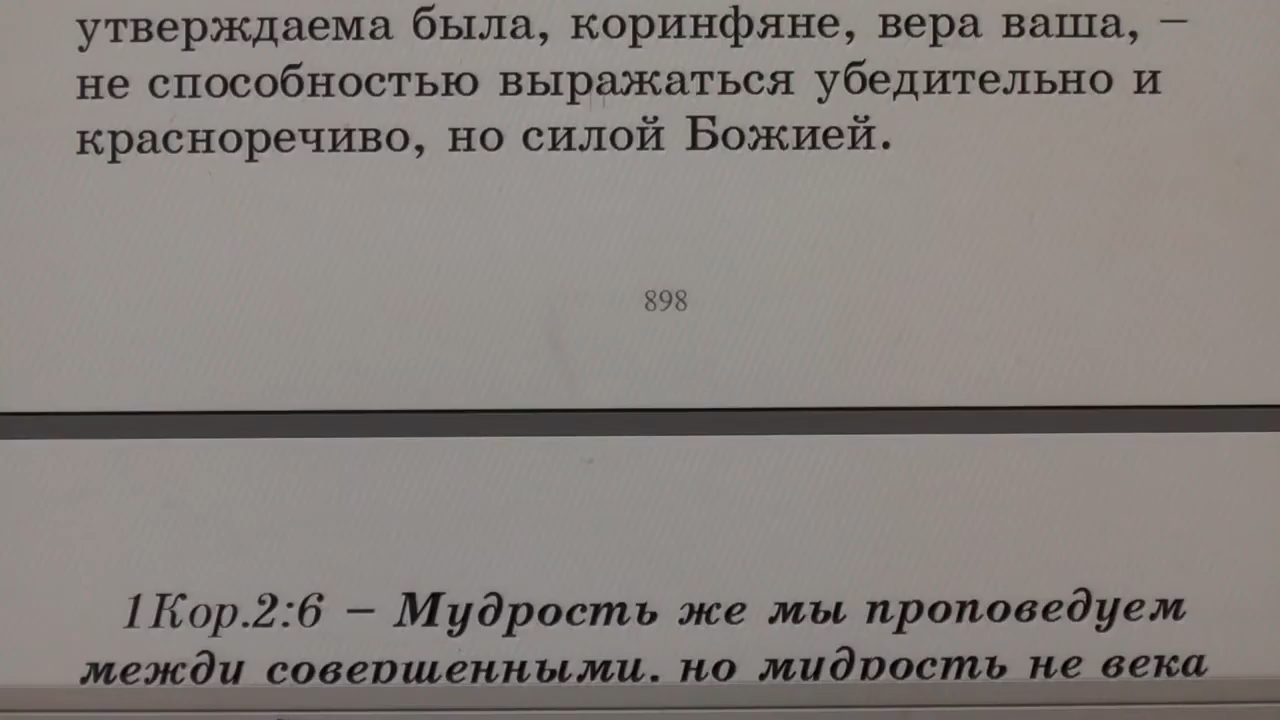 утверждаема была, коринфяне, вера ваша, –
не способностью выражаться убедительно и
красноречиво, но силой Божией.
898
1Кор.2:6 – Мудрость же мы проповедуем
между совершенными, но мудрость не века